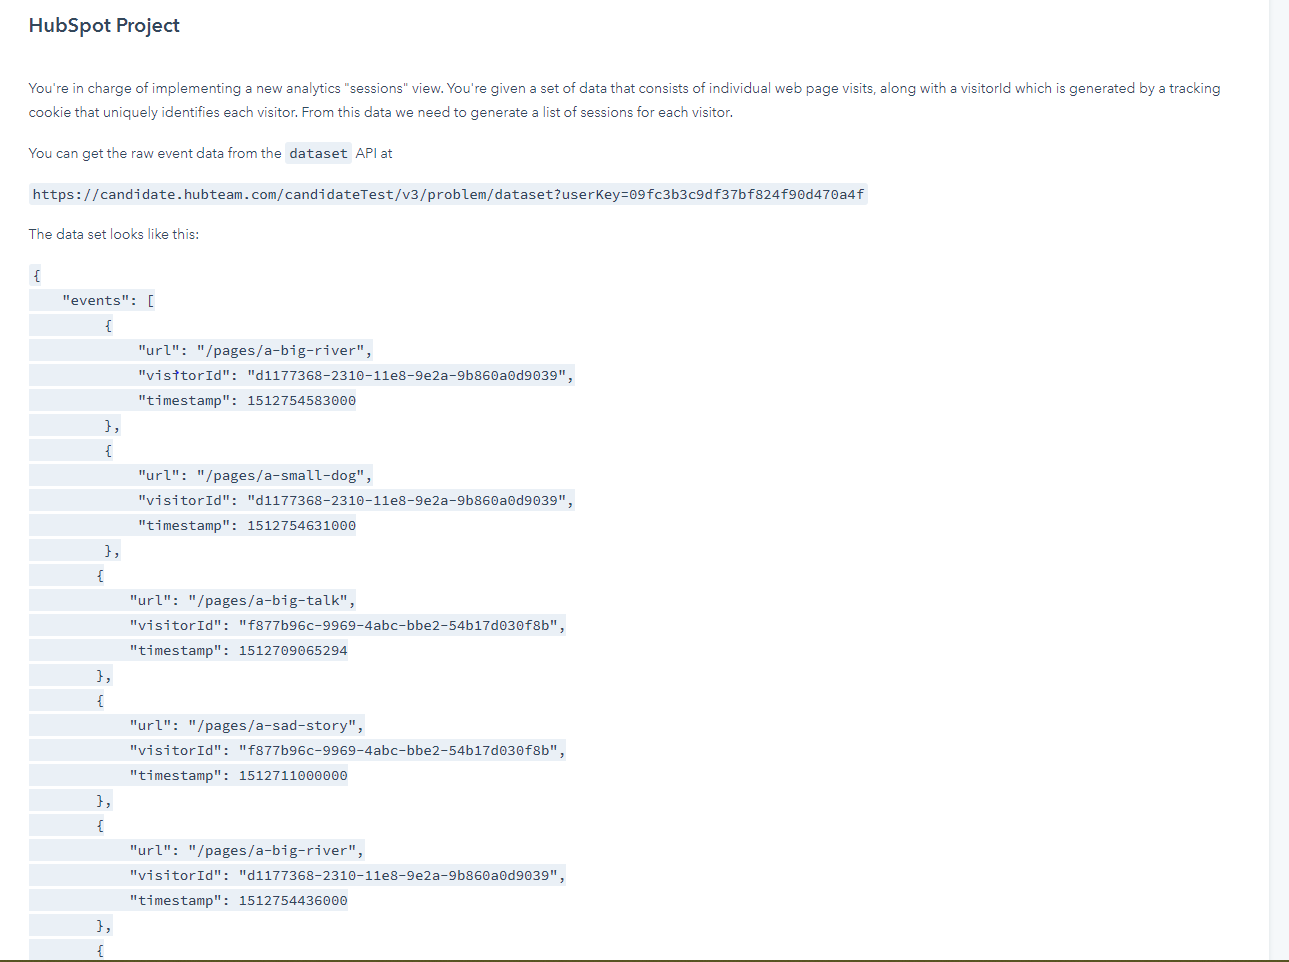 HubSpot Project
You're in charge of implementing a new analytics "sessions" view. You're given a set of data that consists of individual web page visits, along with a visitorId which is generated by a tracking
cookie that uniquely identifies each visitor. From this data we need to generate a list of sessions for each visitor.
You can get the raw event data from the dataset API at
https://candidate.hubteam.com/candidateTest/v3/problem/dataset?userKey=09fc3b3c9df37bf824f90d470a4f
The data set looks like this:
{
"events": [
{
"url": "/pages/a-big-river",
"visitorId": "d1177368-2310-11e8-9e2a-9b860a0d9039",
"timestamp": 1512754583000
},
{
"url": "/pages/a-small-dog",
"visitorId": "d1177368-2310-11e8-9e2a-9b860a0d9039",
"timestamp": 1512754631000
},
{
"url": "/pages/a-big-talk",
"visitorId": "f877b96c-9969-4abc-bbe2-54b17d030f8b",
"timestamp": 1512709065294
},
{
"url": "/pages/a-sad-story",
"visitorId": "f877b96c-9969-4abc-bbe2-54b17d030f8b",
"timestamp": 1512711000000
},
{
"url": "/pages/a-big-river",
"visitorId": "d1177368-2310-11e8-9e2a-9b860a0d9039",
"timestamp": 1512754436000
},
{